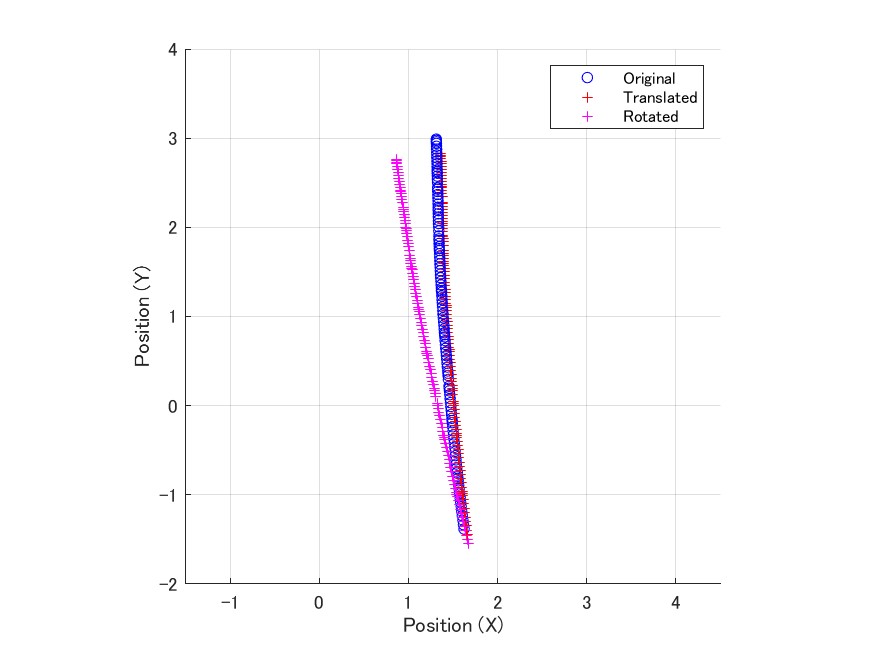 4
3
2
1
0
−1
−2
−1
0
1
2
3
4
Position (X)
Position (Y)
Original
Translated
Rotated